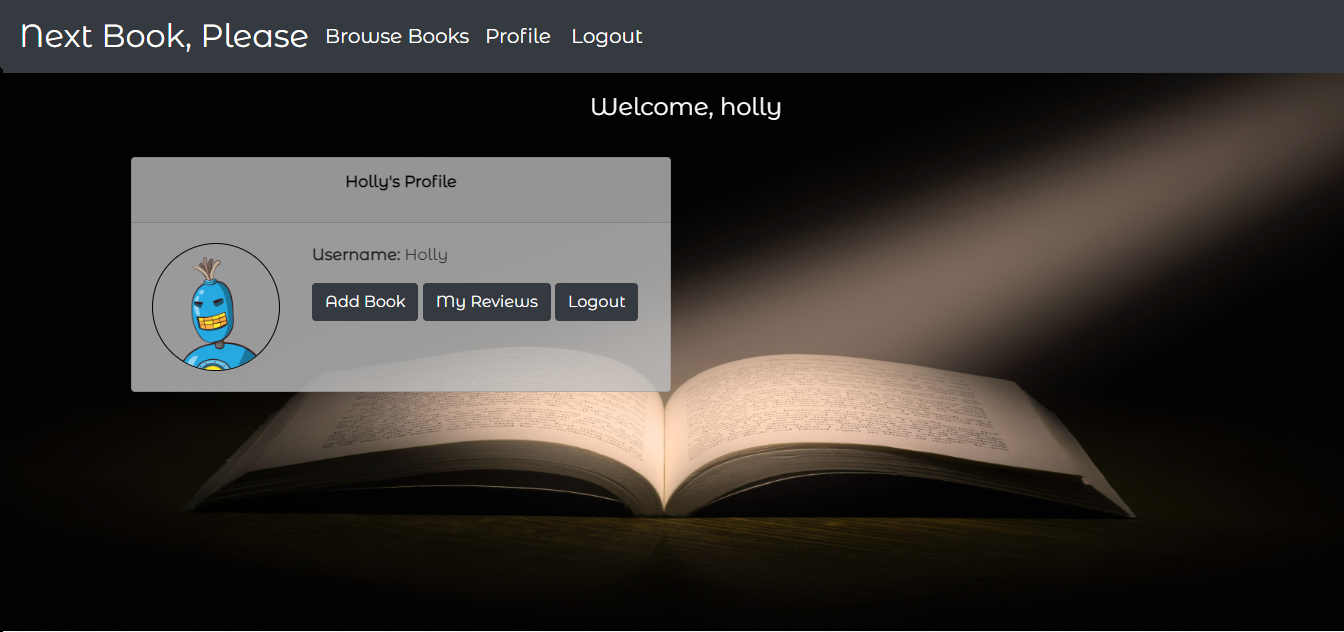 Next Book, Please Browse Books Profile Logout
Welcome, holly
Holly's Profile
Username: Holly
Add Book My Reviews Logout